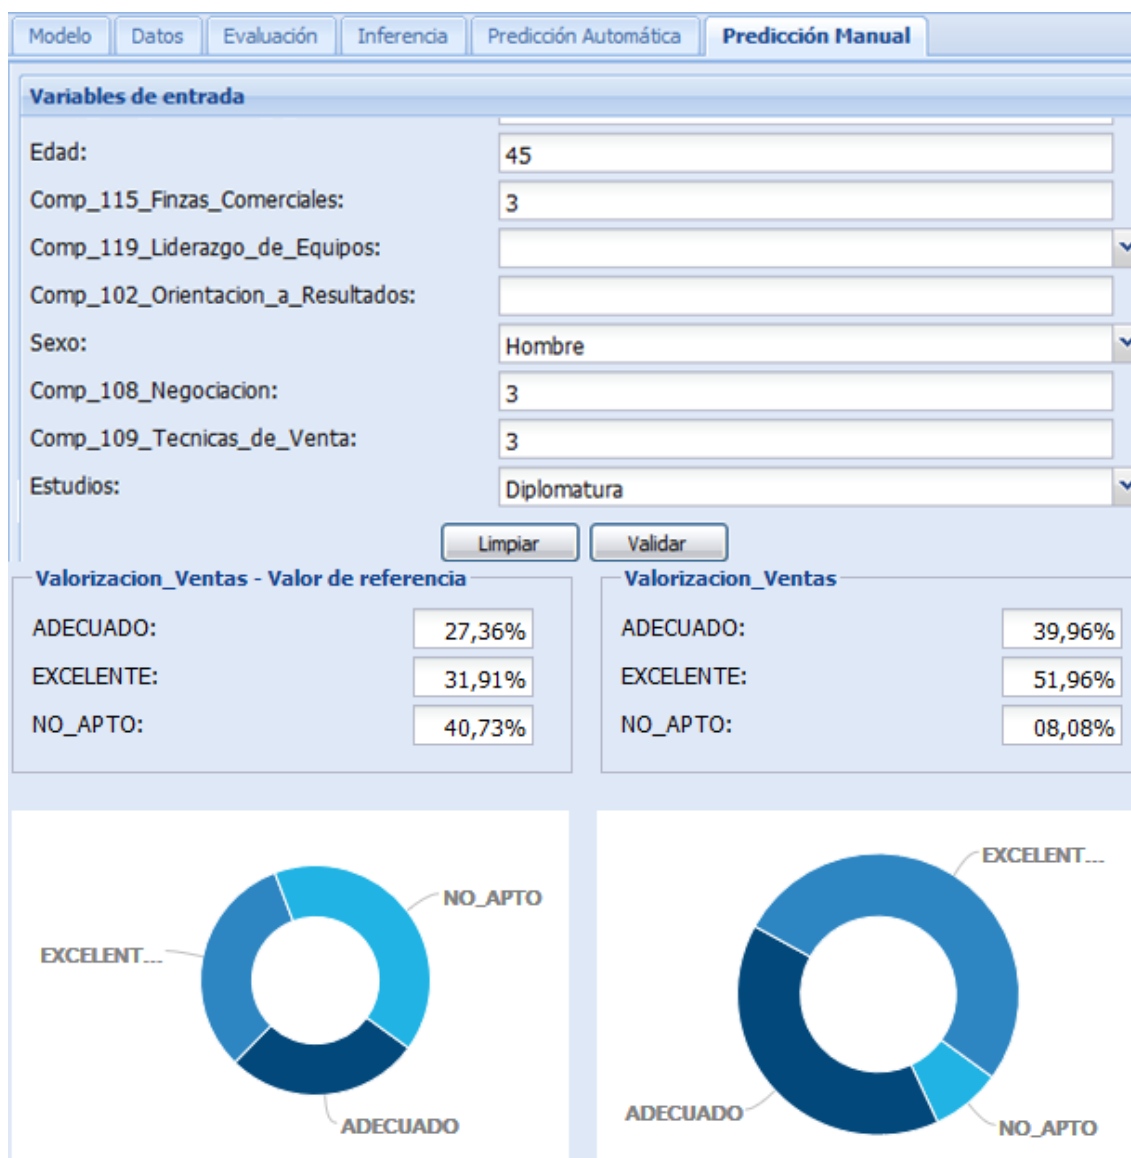 Modelo Datos Evaluación Inferencia Predicción Automática Predicción Manual
Variables de entrada
Edad: 45
Comp_115_Finzas_Comerciales: 3
Comp_119_Liderazgo_de_Equipos:
Comp_102_Orientacion_a_Resultados:
Sexo: Hombre
Comp_108_Negociacion: 3
Comp_109_Tecnicas_de_Venta: 3
Estudios: Diplomatura
Limpiar Validar
Valorizacion_Ventas - Valor de referencia
ADECUADO: 27,36%
EXCELENTE: 31,91%
NO_APTO: 40,73%
Valorizacion_Ventas
ADECUADO: 39,96%
EXCELENTE: 51,96%
NO_APTO: 08,08%
NO_APTO
EXCELENT...
ADECUADO
EXCELENT...
ADECUADO
NO_APTO